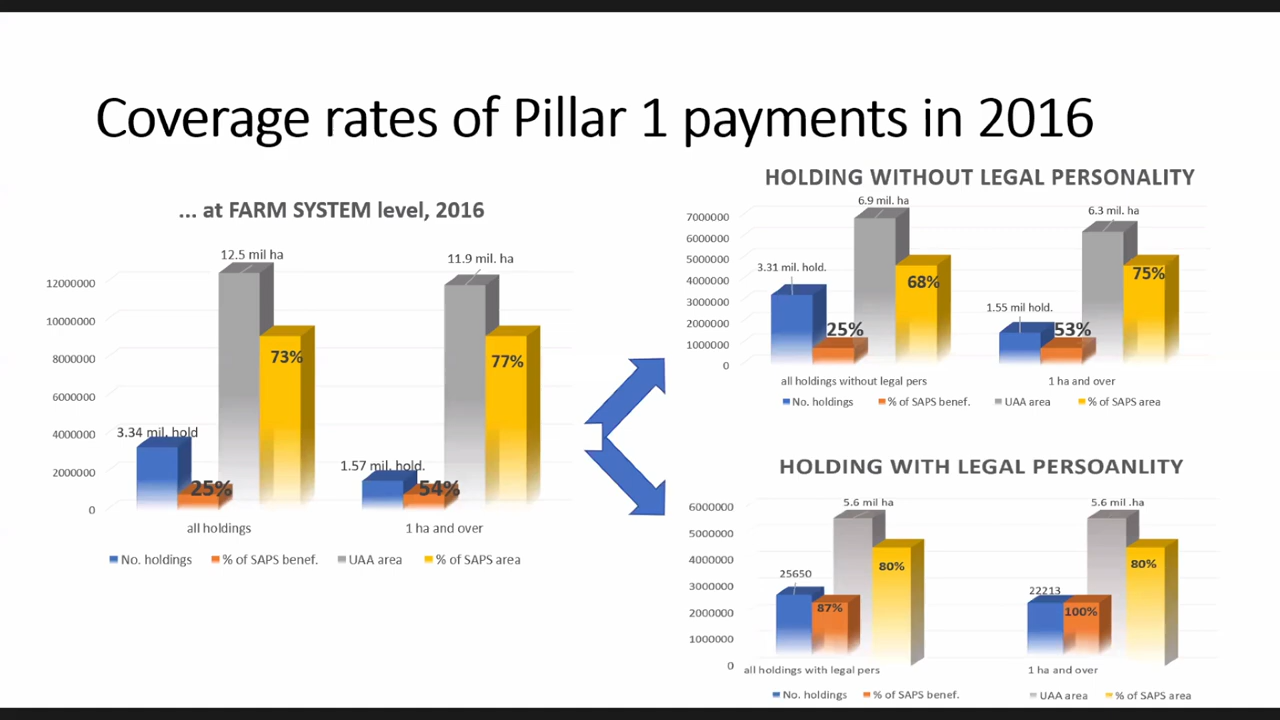 Coverage rates of Pillar 1 payments in 2016
... at FARM SYSTEM level, 2016
12.5 mil ha
11.9 mil. ha
12000000
10000000
8000000
6000000
4000000
2000000
0
3.34 mil. hold
25%
73%
1.57 mil. hold.
54%
77%
all holdings
1 ha and over
No. holdings
% of SAPS benef.
UAA area
% of SAPS area
HOLDING WITHOUT LEGAL PERSONALITY
6.9 mil. ha
6.3 mil. ha
7000000
6000000
5000000
4000000
3000000
2000000
1000000
0
3.31 mil. hold.
25%
68%
1.55 mil hold.
53%
75%
all holdings without legal pers
1 ha and over
No. holdings
% of SAPS benef.
UAA area
% of SAPS area
HOLDING WITH LEGAL PERSOANLITY
5.6 mil ha
5.6 mil .ha
6000000
5000000
4000000
3000000
2000000
1000000
0
25650
87%
80%
22213
100%
80%
all holdings with legal pers
1 ha and over
No. holdings
% of SAPS benef.
UAA area
% of SAPS area